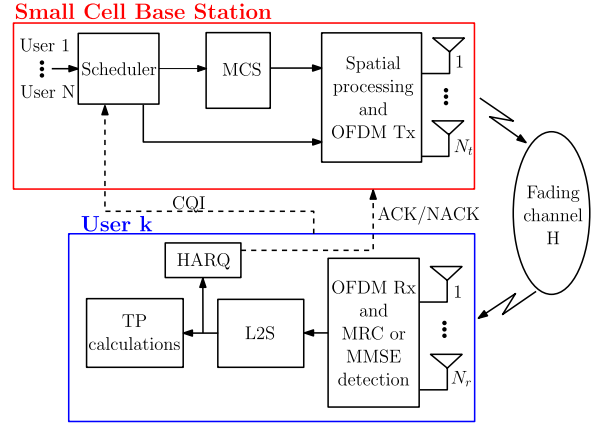 Small Cell Base Station
User 1
User N
Scheduler
MCS
Spatial
processing
and
OFDM Tx
1
N_t
Fading
channel
H
CQI
ACK/NACK
User k
HARQ
TP
calculations
L2S
OFDM Rx
and
MRC or
MMSE
detection
1
N_r